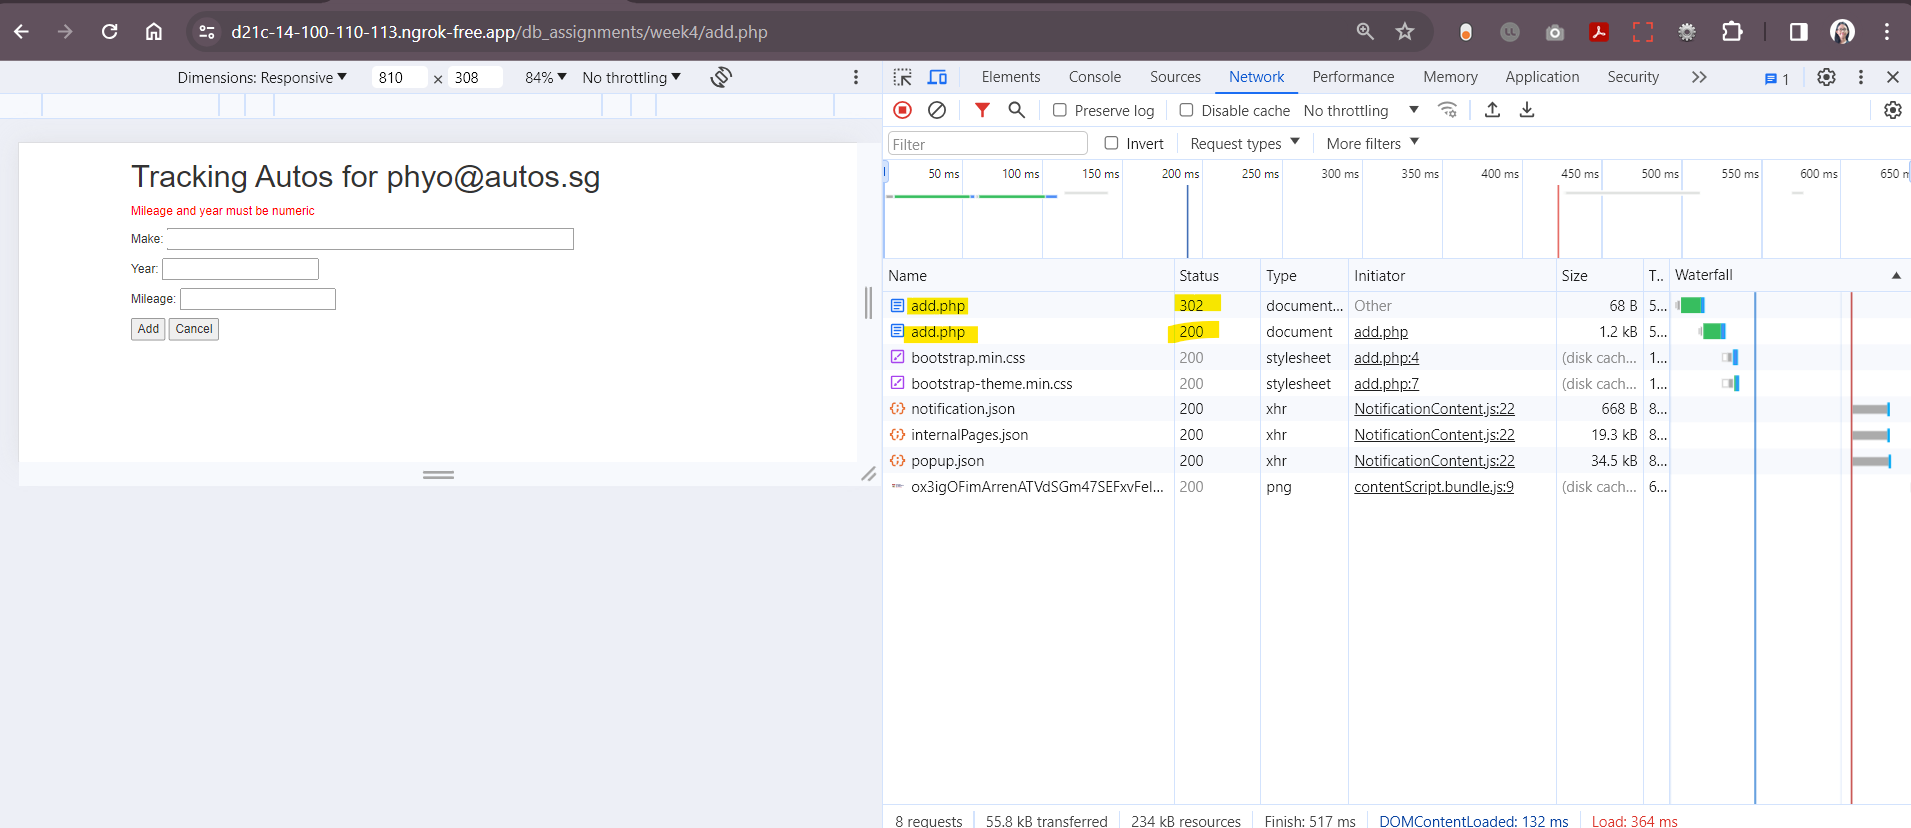 d21c-14-100-110-113.ngrok-free.app/db_assignments/week4/add.php
Dimensions: Responsive 810 × 308 84% No throttling
Tracking Autos for phyo@autos.sg
Mileage and year must be numeric
Make:
Year:
Mileage:
Add Cancel
Elements Console Sources Network Performance Memory Application Security 1
Preserve log Disable cache No throttling
Filter Invert Request types More filters
50 ms 100 ms 150 ms 200 ms 250 ms 300 ms 350 ms 400 ms 450 ms 500 ms 550 ms 600 ms 650 m
Name Status Type Initiator Size T.. Waterfall
add.php 302 document... Other 68 B 5...
add.php 200 document add.php 1.2 kB 5...
bootstrap.min.css 200 stylesheet add.php:4 (disk cach... 1...
bootstrap-theme.min.css 200 stylesheet add.php:7 (disk cach... 1...
notification.json 200 xhr NotificationContent.js:22 668 B 8...
internalPages.json 200 xhr NotificationContent.js:22 19.3 kB 8...
popup.json 200 xhr NotificationContent.js:22 34.5 kB 8...
ox3igOFimArrenATVdSGm47SEFxvFeI... 200 png contentScript.bundle.js:9 (disk cach... 6...
8 requests 55.8 kB transferred 234 kB resources Finish: 517 ms DOMContentLoaded: 132 ms Load: 364 ms